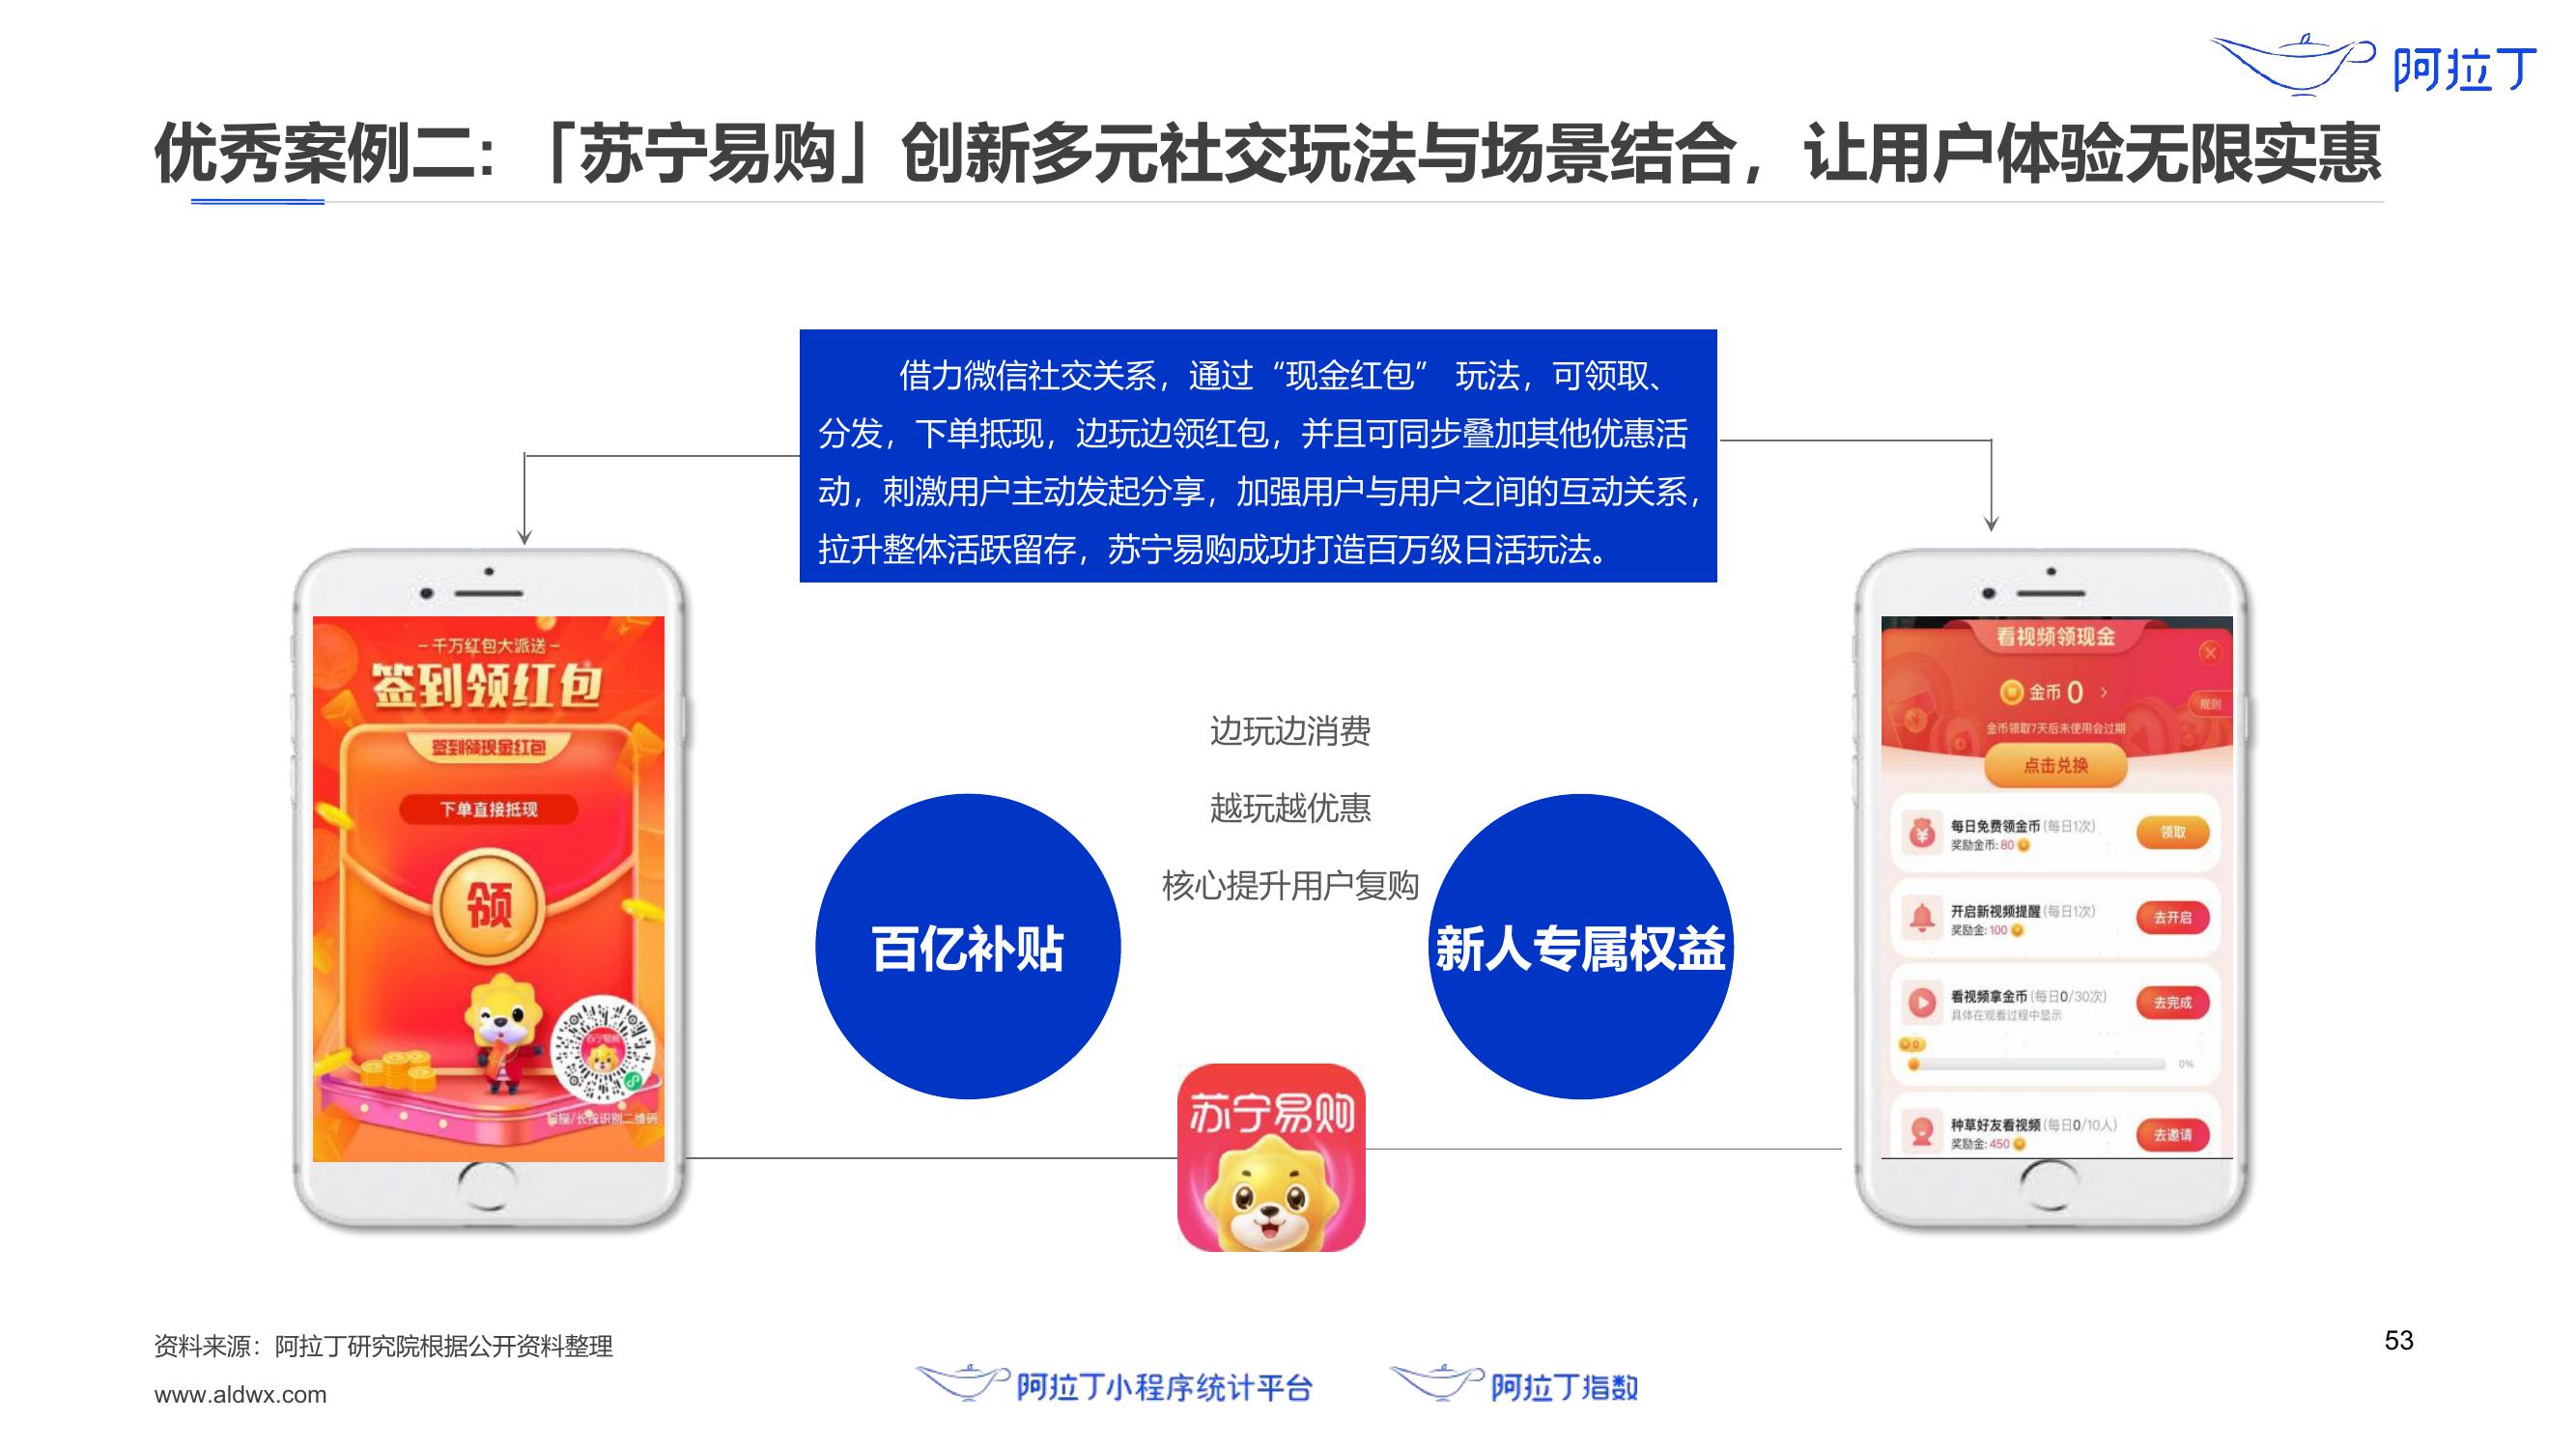 阿拉丁
优秀案例二：「苏宁易购」创新多元社交玩法与场景结合，让用户体验无限实惠
借力微信社交关系，通过“现金红包” 玩法，可领取、
分发，下单抵现，边玩边领红包，并且可同步叠加其他优惠活
动，刺激用户主动发起分享，加强用户与用户之间的互动关系，
拉升整体活跃留存，苏宁易购成功打造百万级日活玩法。
千万红包大派送
签到领红包
签到领现金红包
下单直接抵现
领
苏宁易购
扫描/长按识别二维码
边玩边消费
越玩越优惠
核心提升用户复购
百亿补贴
新人专属权益
苏宁易购
看视频领现金
金币 0 >
规则
金币领取7天后未使用会过期
点击兑换
每日免费领金币 (每日1次)
奖励金币: 80
领取
开启新视频提醒 (每日1次)
奖励金: 100
去开启
看视频拿金币 (每日0/30次)
具体在观看过程中显示
去完成
0
0%
种草好友看视频 (每日0/10人)
奖励金: 450
去邀请
资料来源：阿拉丁研究院根据公开资料整理
www.aldwx.com
阿拉丁小程序统计平台
阿拉丁指数
53